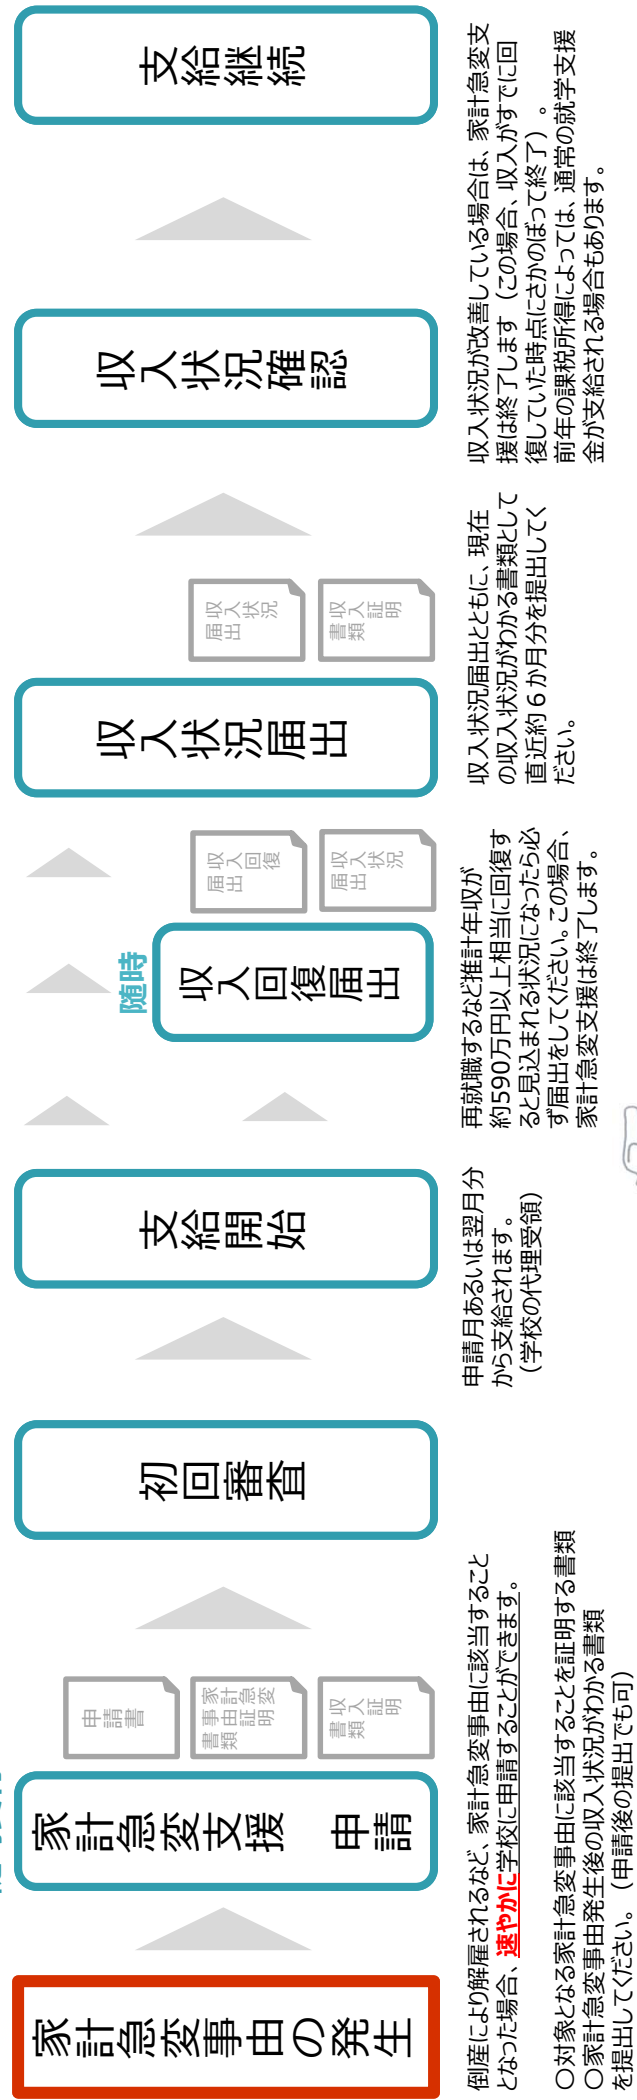 家計急変事由の発生
家計急変支援　申請
申請書
家計急変
事由証明
書類
収入証明
書類
初回審査
支給開始
随時
収入回復届出
収入回復
届出
収入状況
届出
収入状況届出
収入状況
届出
収入証明
書類
収入状況確認
支給継続
倒産により解雇されるなど、家計急変事由に該当すること
となった場合、速やかに学校に申請することができます。
○対象となる家計急変事由に該当することを証明する書類
○家計急変事由発生後の収入状況がわかる書類
を提出してください。（申請後の提出でも可）
申請月あるいは翌月分
から支給されます。
（学校の代理受領）
再就職するなど推計年収が
約590万円以上相当に回復す
ると見込まれる状況になったら必
ず届出をしてください。この場合、
家計急変支援は終了します。
収入状況届出とともに、現在
の収入状況がわかる書類として
直近約６か月分を提出してく
ださい。
収入状況が改善している場合は、家計急変支
援は終了します（この場合、収入がすでに回
復していた時点にさかのぼって終了）。
前年の課税所得によっては、通常の就学支援
金が支給される場合もあります。